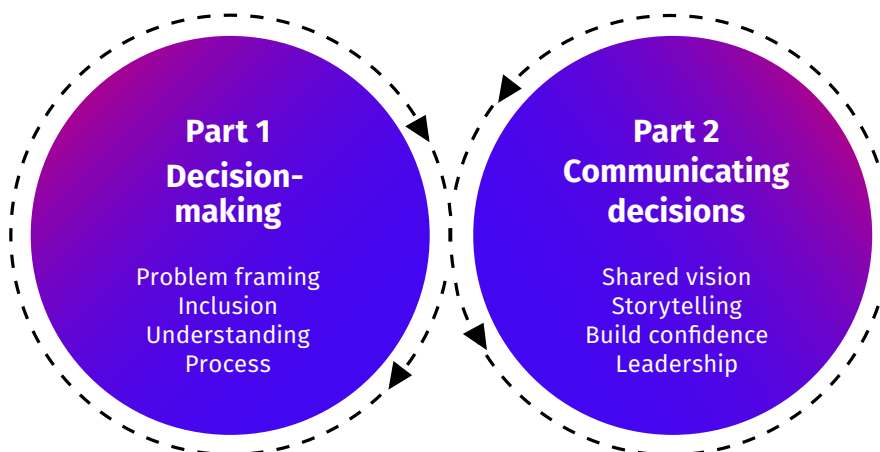 Part 1
Decision-
making
Problem framing
Inclusion
Understanding
Process
Part 2
Communicating
decisions
Shared vision
Storytelling
Build confidence
Leadership